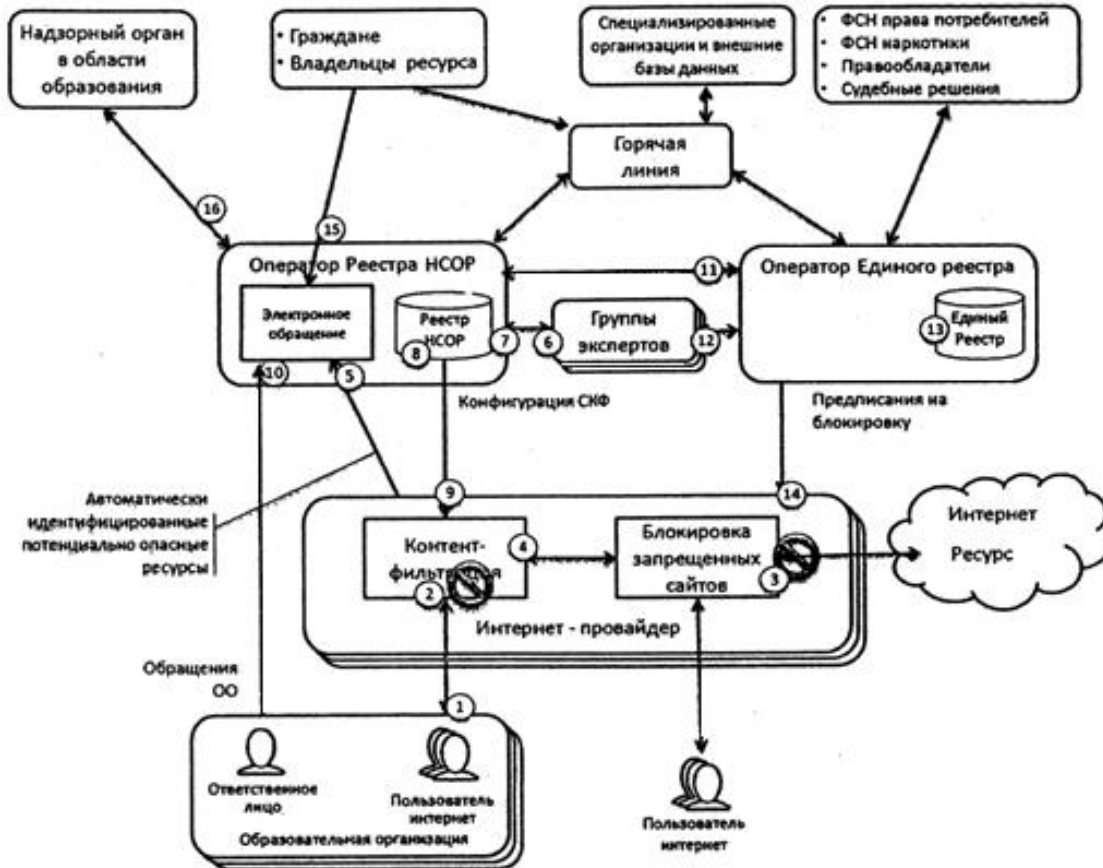 Надзорный орган
в области
образования
• Граждане
• Владельцы ресурса
Специализированные
организации и внешние
базы данных
• ФСН права потребителей
• ФСН наркотики
• Правообладатели
• Судебные решения
Горячая
линия
16
15
Оператор Реестра НСОР
11
Оператор Единого реестра
Электронное
обращение
Реестр
НСОР
8
7
6
Группы
экспертов
12
13
Единый
Реестр
10
5
Конфигурация СКФ
Предписания на
блокировку
Автоматически
идентифицированные
потенциально опасные
ресурсы
9
14
Контент-
фильтрация
4
2
Блокировка
запрещенных
сайтов
3
Интернет
Ресурс
Интернет - провайдер
Обращения
ОО
1
Ответственное
лицо
Пользователь
интернет
Образовательная организация
Пользователь
интернет